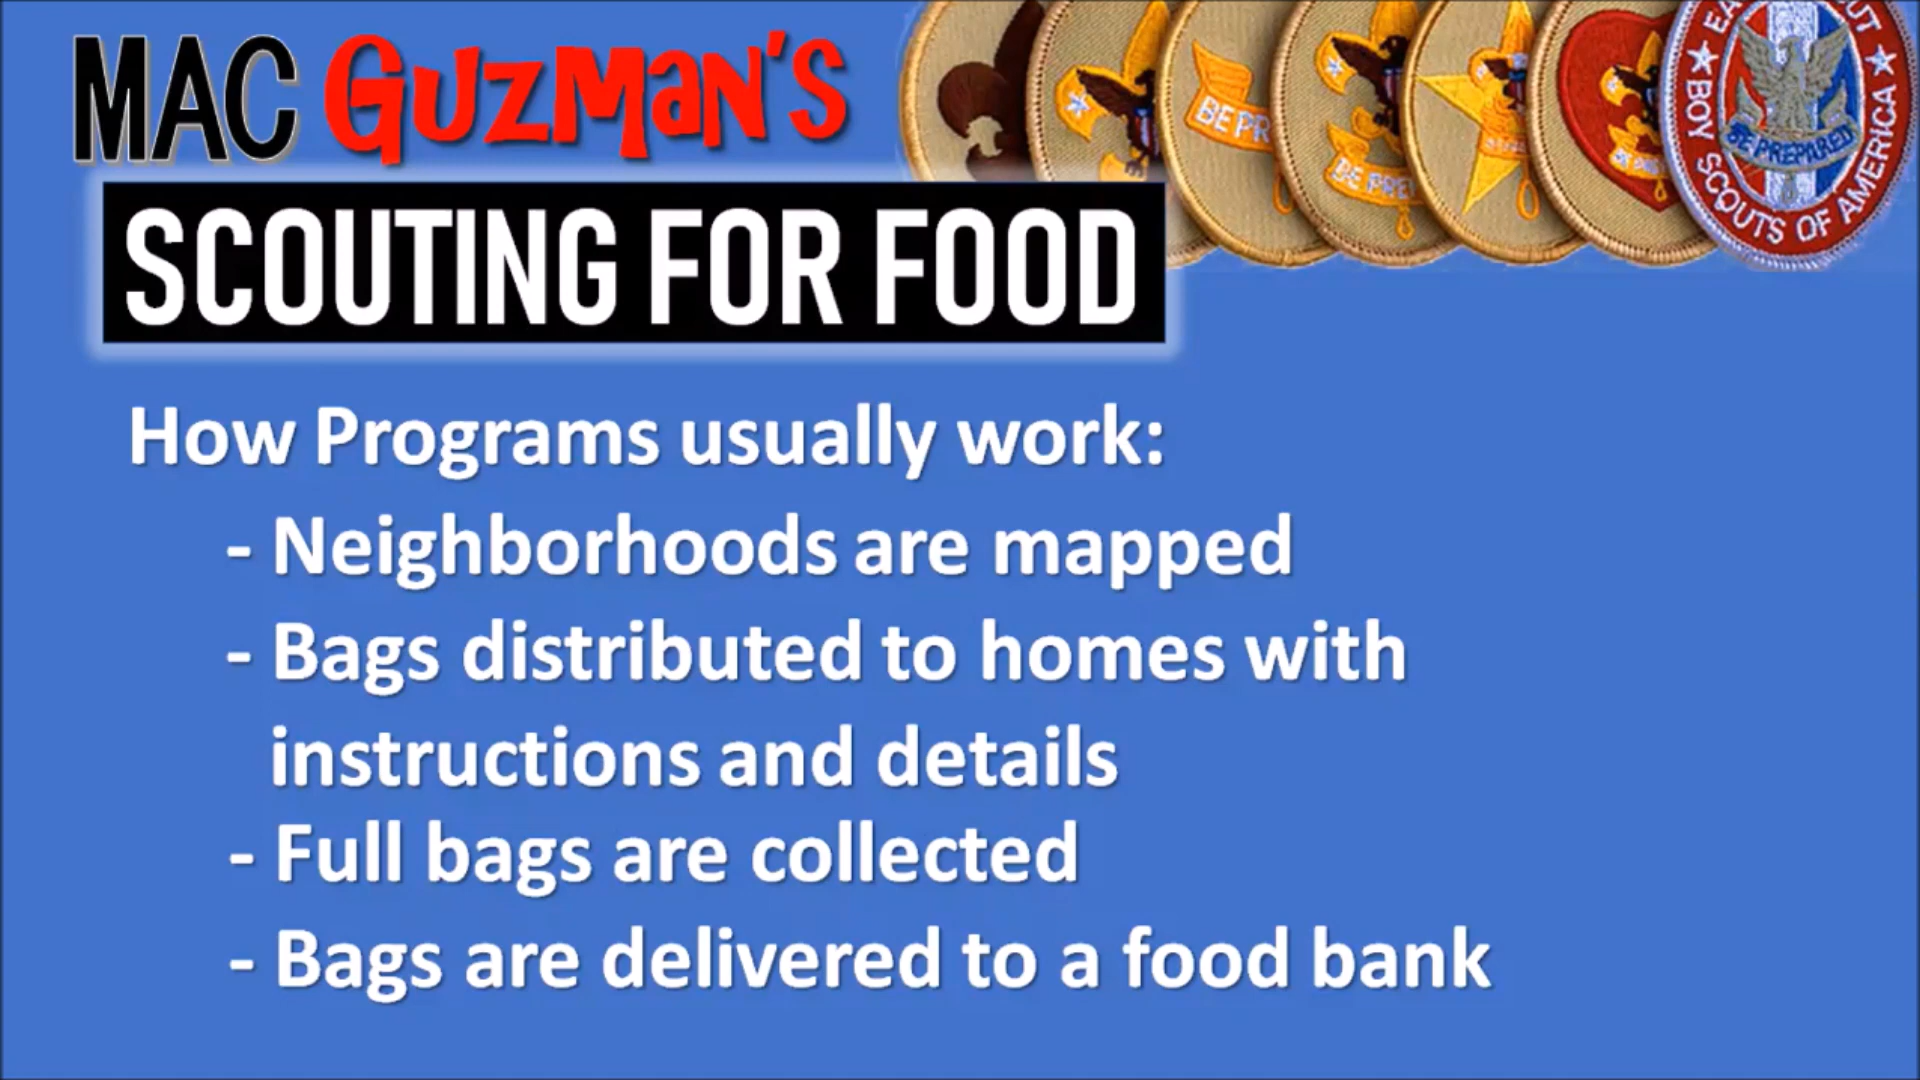 MAC GUZMAN'S
SCOUTING FOR FOOD
BE PREPARED
BOY SCOUTS OF AMERICA
How Programs usually work:
- Neighborhoods are mapped
- Bags distributed to homes with
instructions and details
- Full bags are collected
- Bags are delivered to a food bank